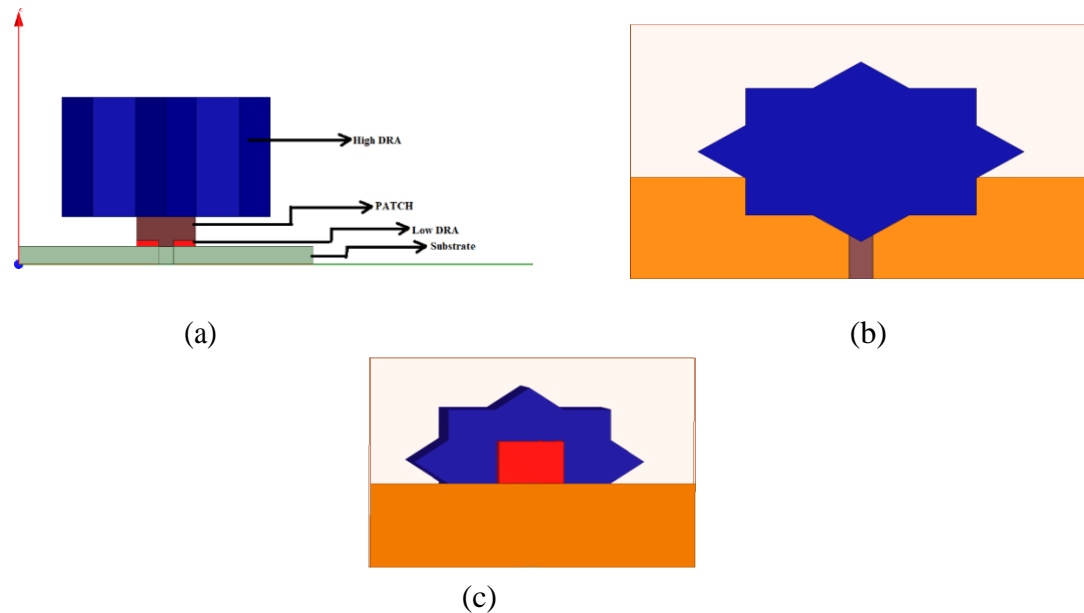 High DRA
PATCH
Low DRA
Substrate
(a)
(b)
(c)